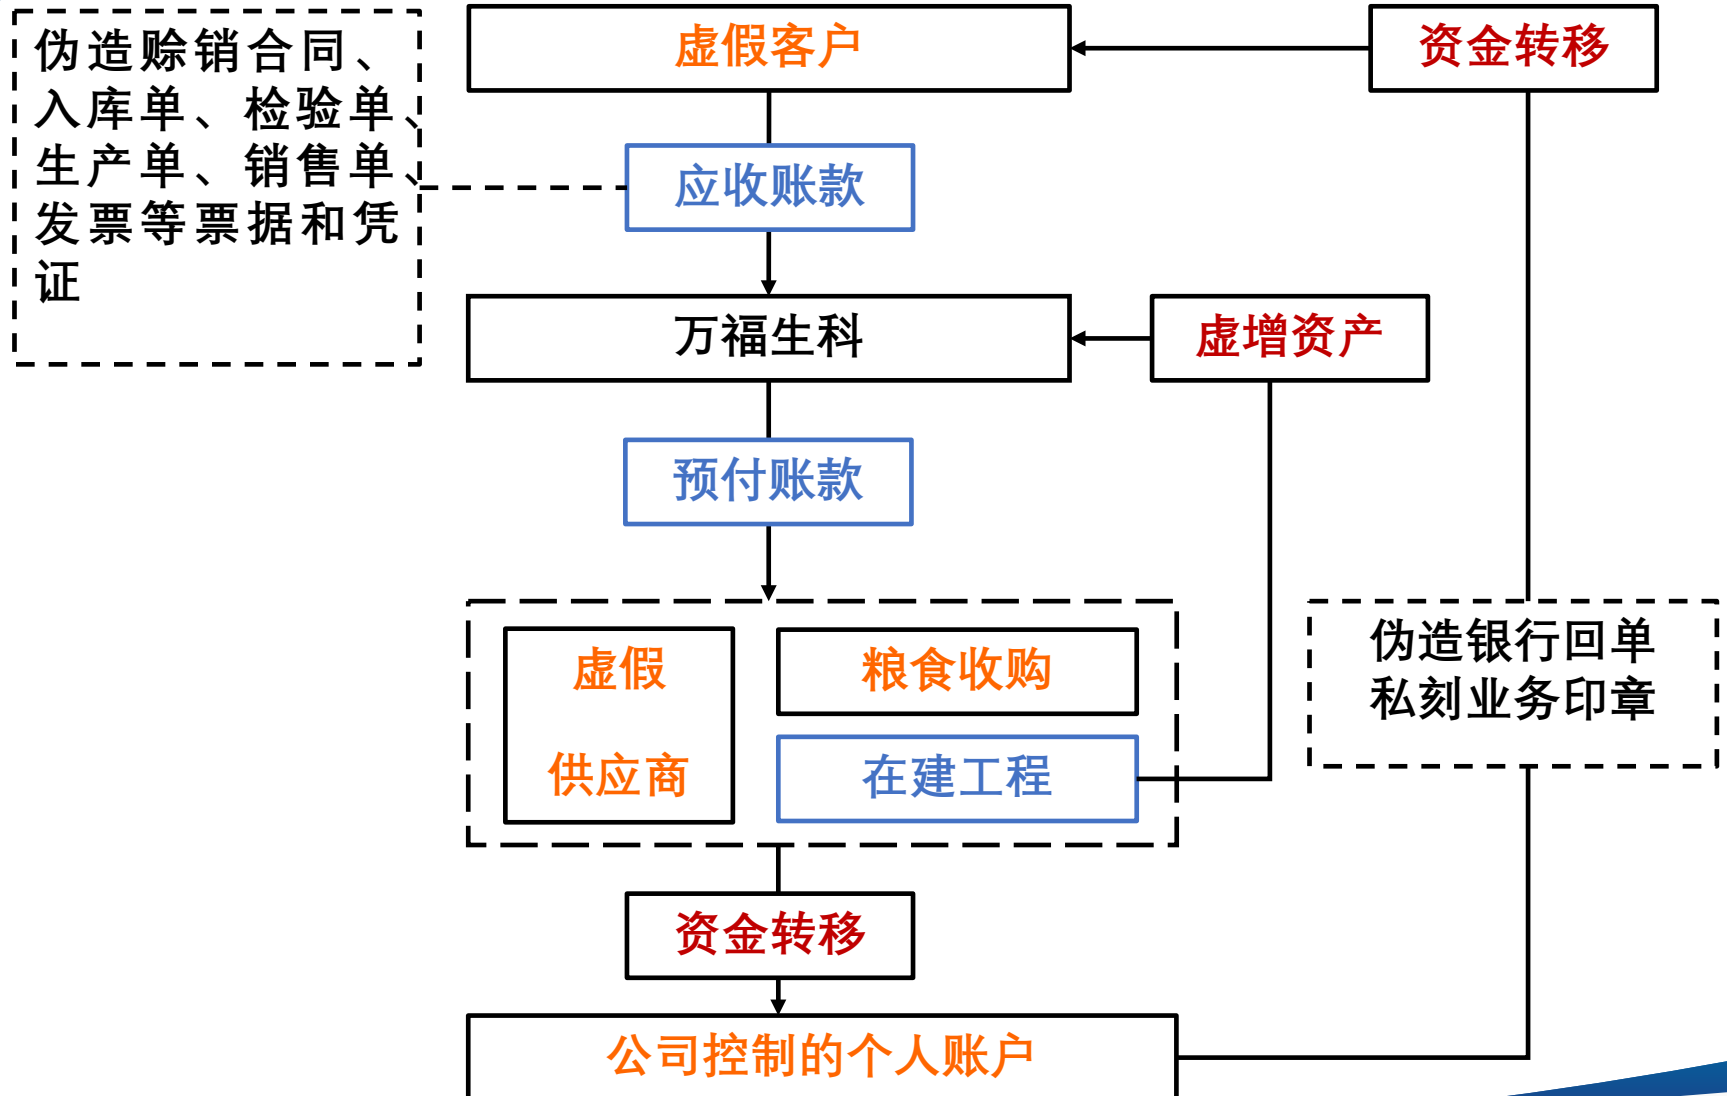 伪造赊销合同、
入库单、检验单、
生产单、销售单、
发票等票据和凭
证
虚假客户
资金转移
应收账款
万福生科
虚增资产
预付账款
虚假
供应商
粮食收购
在建工程
伪造银行回单
私刻业务印章
资金转移
公司控制的个人账户